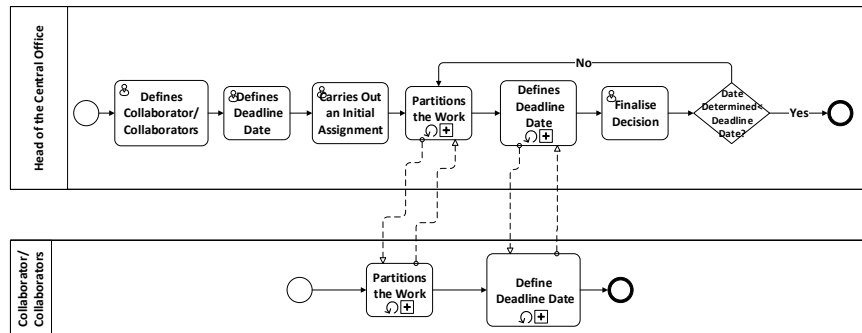 Head of the Central Office
Defines
Collaborator/
Collaborators
Defines
Deadline
Date
Carries Out
an Initial
Assignment
Partitions
the Work
Defines
Deadline
Date
Finalise
Decision
Date
Determined<
Deadline
Date?
No
Yes
Collaborator/
Collaborators
Partitions
the Work
Define
Deadline Date